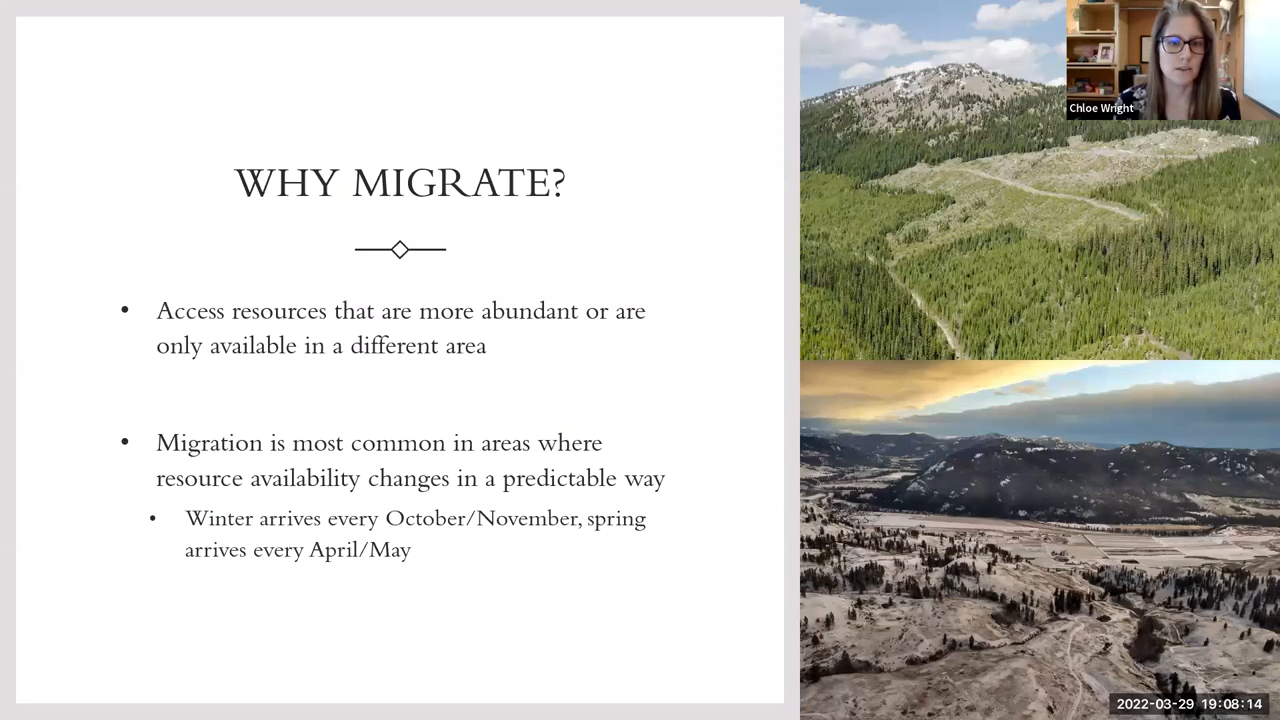 WHY MIGRATE?
• Access resources that are more abundant or are
only available in a different area
• Migration is most common in areas where
resource availability changes in a predictable way
• Winter arrives every October/November, spring
arrives every April/May
Chloe Wright
2022-03-29 19:08:14